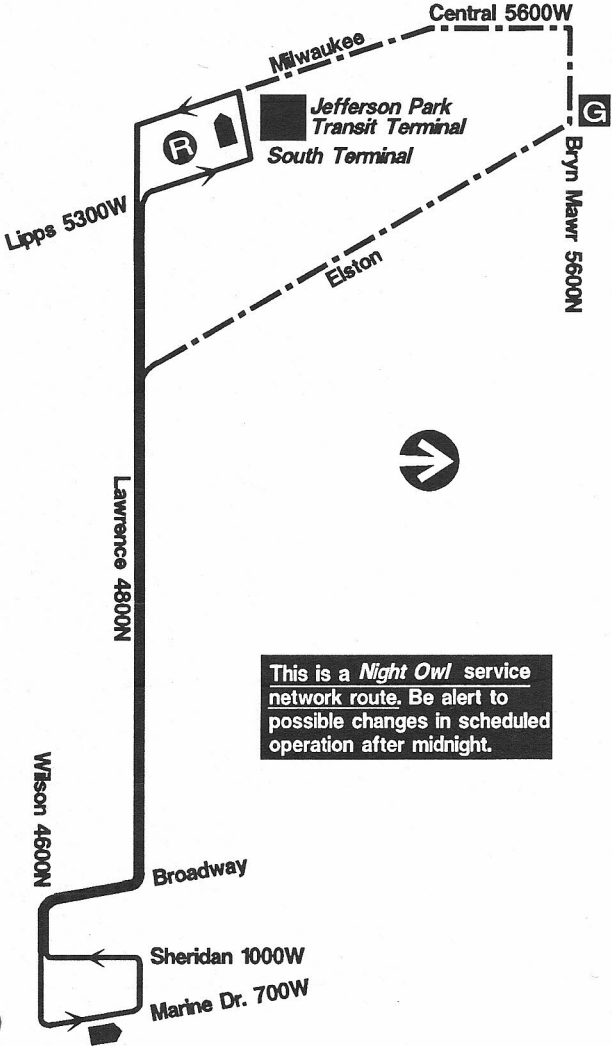 Central 5600W
Milwaukee
Jefferson Park
Transit Terminal
South Terminal
G
R
Bryn Mawr 5600N
Lipps 5300W
Elston
Lawrence 4800N
This is a Night Owl service
network route. Be alert to
possible changes in scheduled
operation after midnight.
Wilson 4600N
Broadway
Sheridan 1000W
Marine Dr. 700W